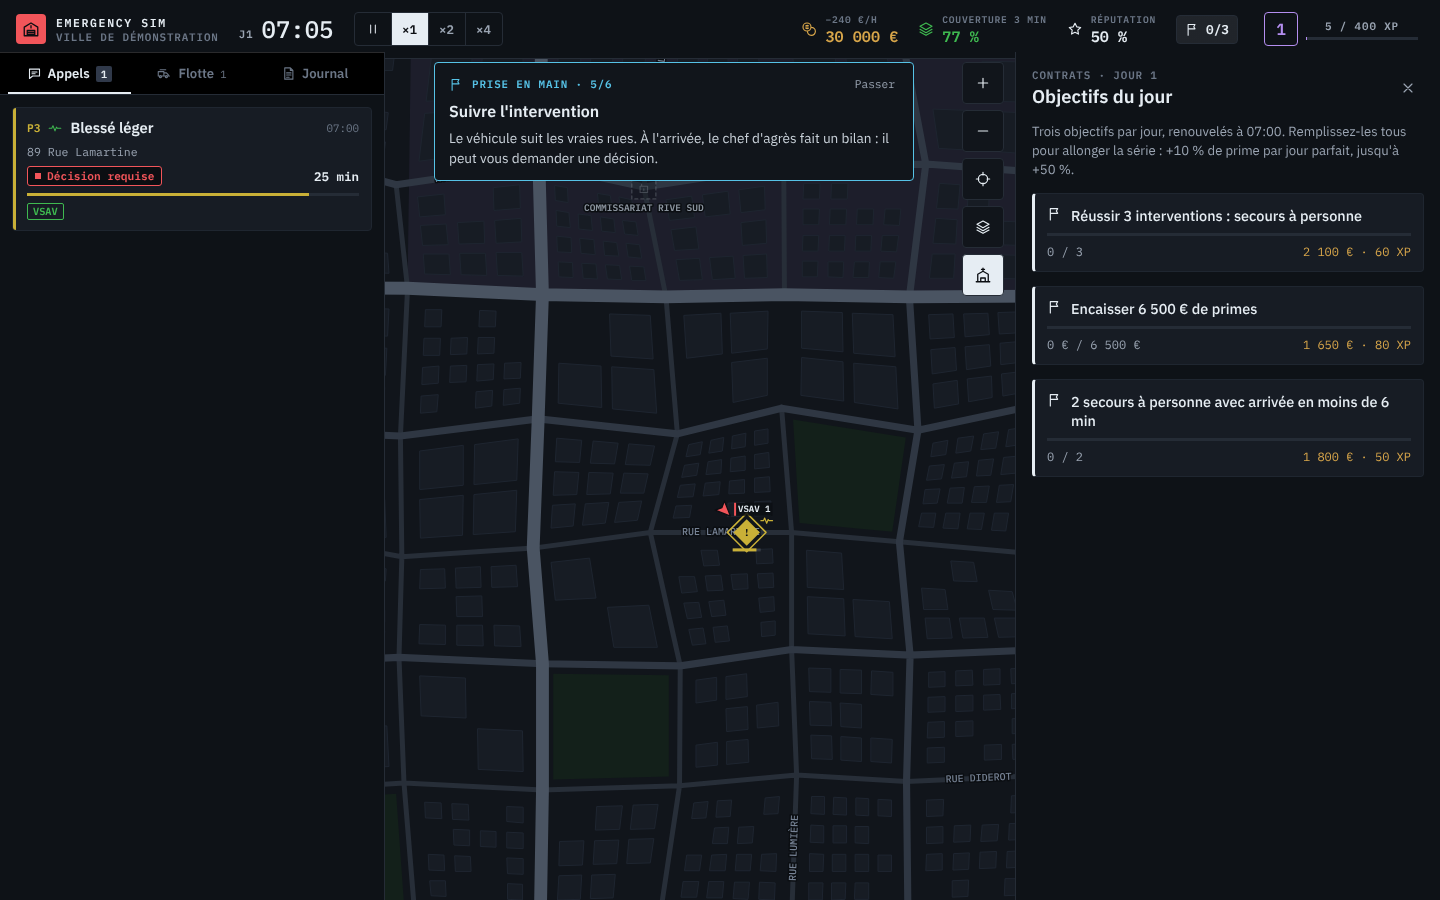 EMERGENCY SIM
VILLE DE DÉMONSTRATION
J1 07:05
×1 ×2 ×4
−240 €/H
30 000 €
COUVERTURE 3 MIN
77 %
RÉPUTATION
50 %
0/3
1
5 / 400 XP
Appels 1
Flotte 1
Journal
P3 Blessé léger 07:00
89 Rue Lamartine
Décision requise 25 min
VSAV
PRISE EN MAIN · 5/6 Passer
Suivre l'intervention
Le véhicule suit les vraies rues. À l'arrivée, le chef d'agrès fait un bilan : il
peut vous demander une décision.
COMMISSARIAT RIVE SUD
VSAV 1
!
RUE DIDEROT
RUE LUMIÈRE
CONTRATS · JOUR 1
Objectifs du jour
Trois objectifs par jour, renouvelés à 07:00. Remplissez-les tous
pour allonger la série : +10 % de prime par jour parfait, jusqu'à
+50 %.
Réussir 3 interventions : secours à personne
0 / 3 2 100 € · 60 XP
Encaisser 6 500 € de primes
0 € / 6 500 € 1 650 € · 80 XP
2 secours à personne avec arrivée en moins de 6
min
0 / 2 1 800 € · 50 XP